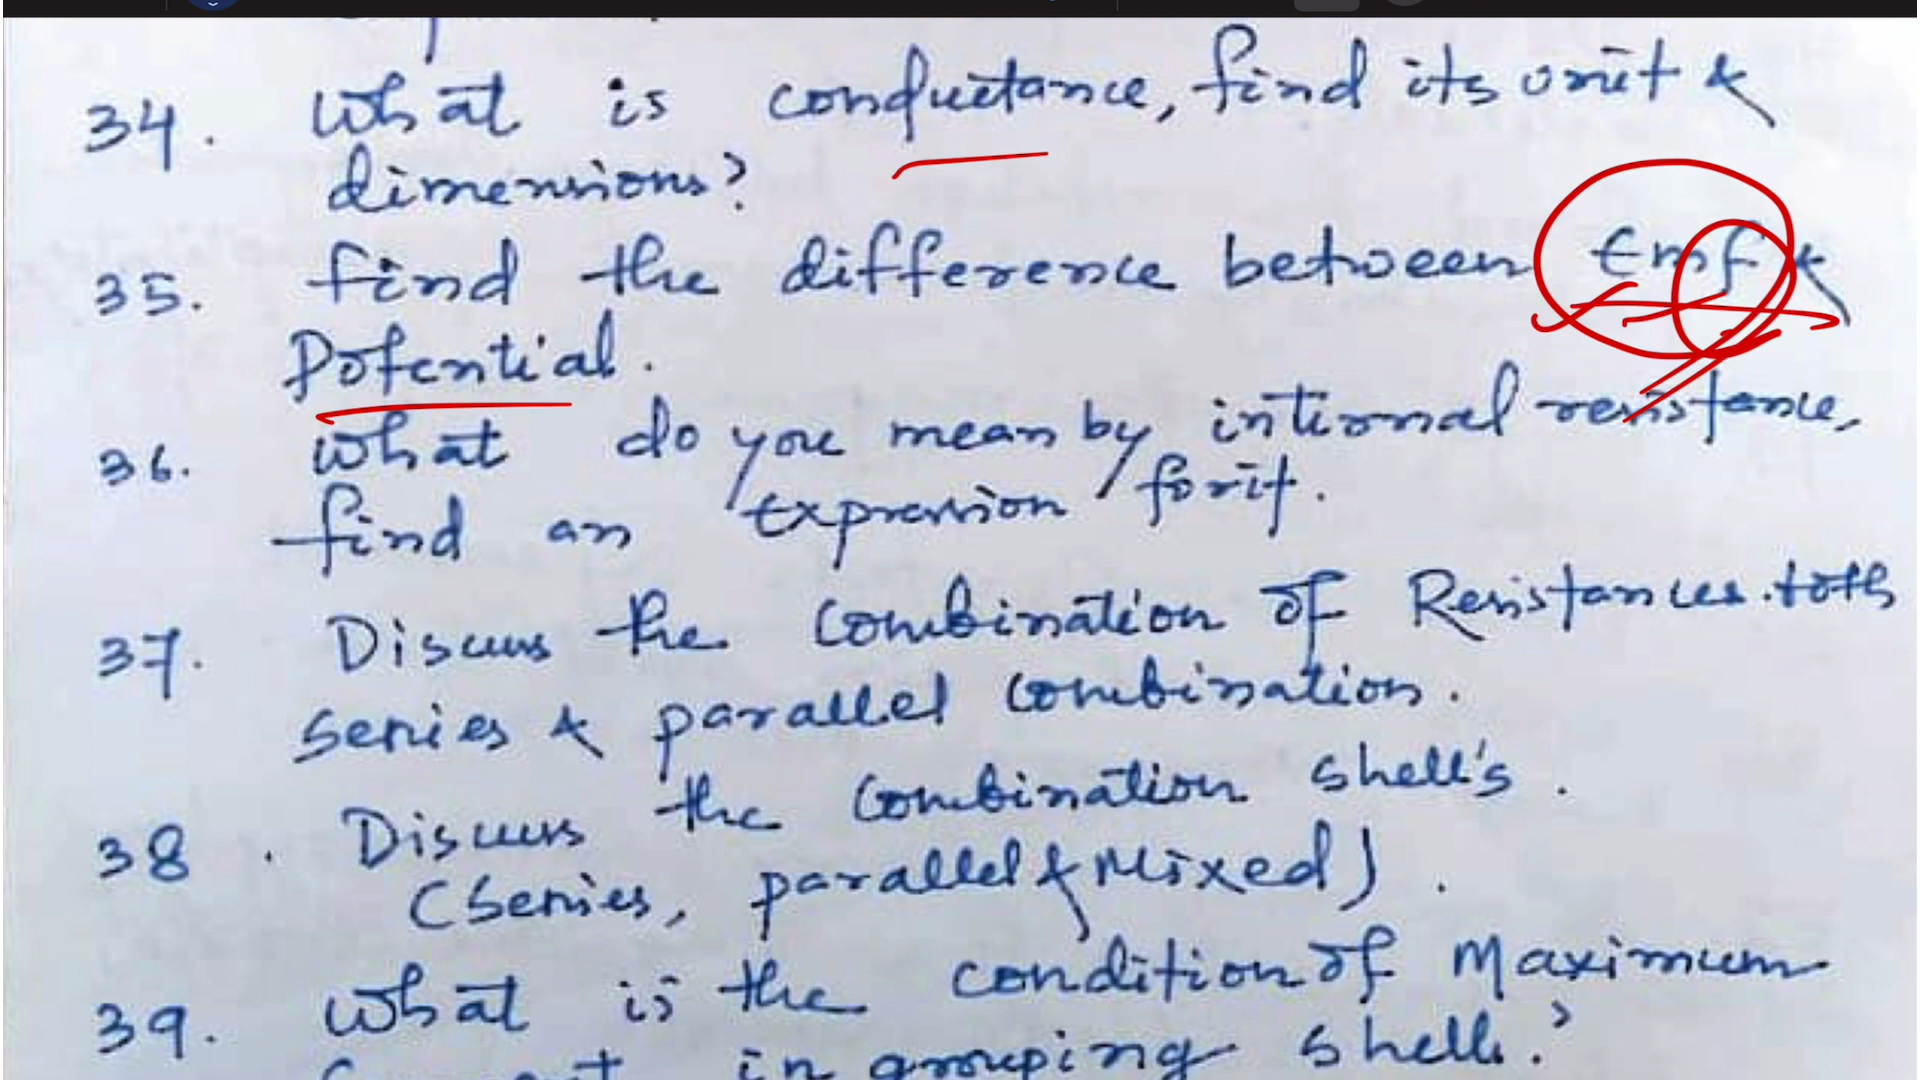 34. What is conductance, find its unit &
dimensions?
35. find the difference between Emf &
Potential.
36. What do you mean by internal resistance,
find an expression for it.
37. Discuss the Combination of Resistances. toth
series & parallel combination.
38. Discuss the Combination shell's.
(Series, parallel & Mixed).
39. What is the condition of Maximum
in grouping shell.?